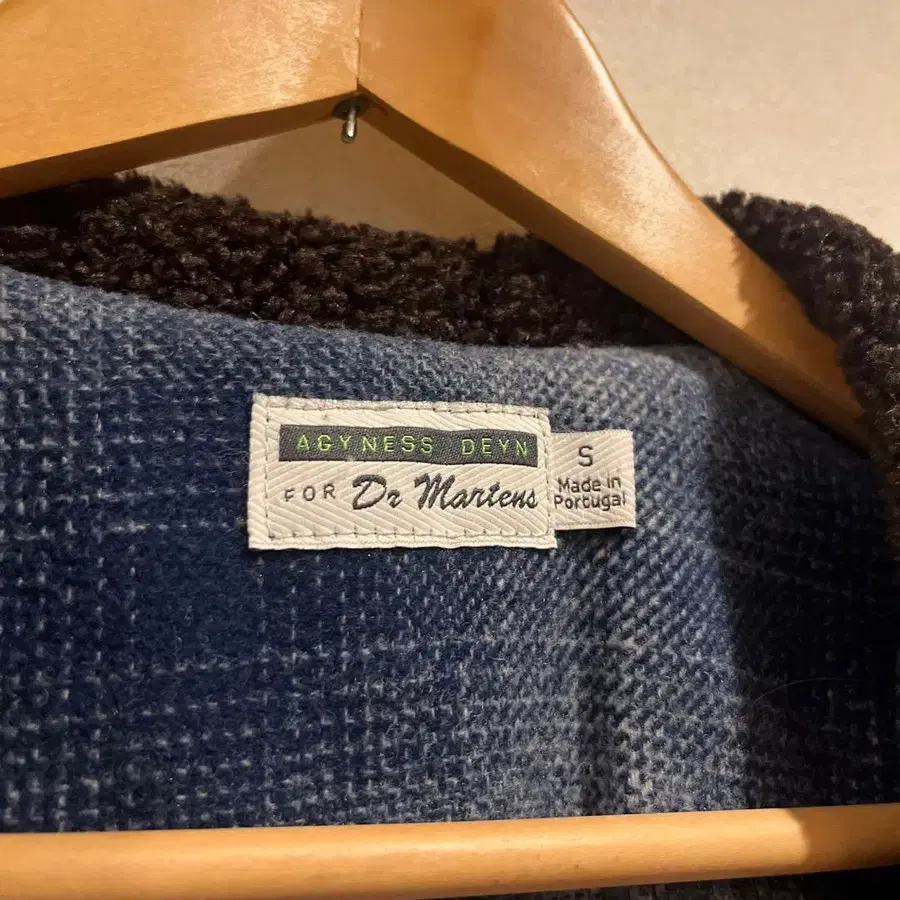 AGYNESS DEYN
FOR Dr Martens
S
Made in
Portugal